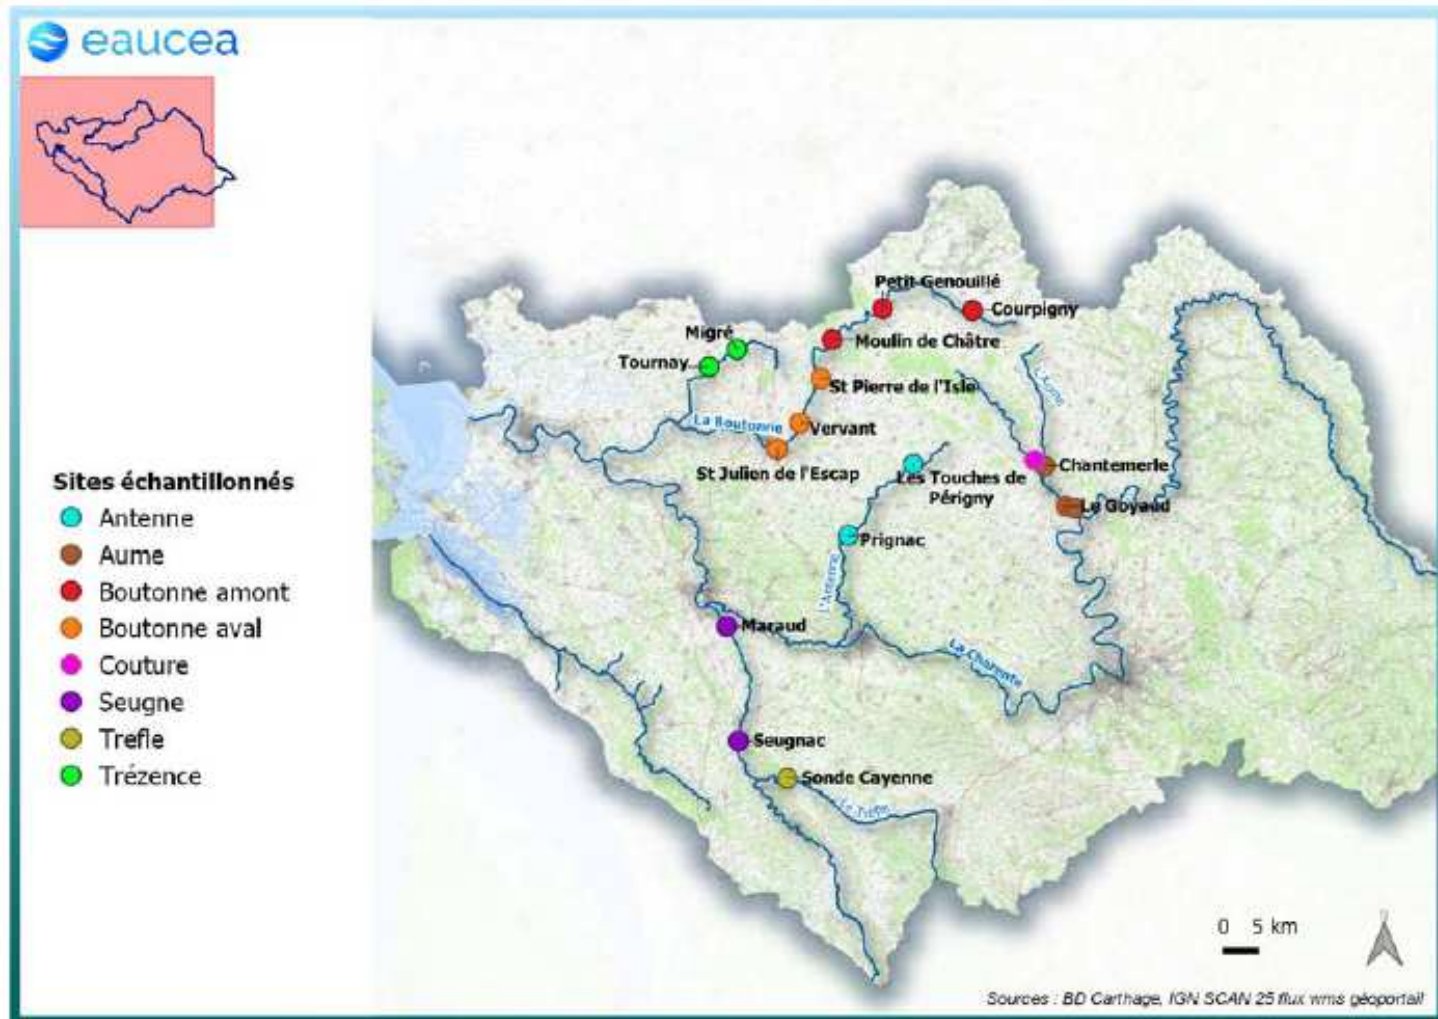 eaucea
Petit Genouillé
Courpigny
Migré
Moulin de Châtre
Tournay
St Pierre de l'Isle
La Boutonne
Vervant
St Julien de l'Escap
Les Touches de
Périgny
Chantemerle
Le Goyaud
L'Aume
Prignac
L'Antenne
Maraud
La Charente
Seugnac
Sonde Cayenne
Le Trèfle
Sites échantillonnés
Antenne
Aume
Boutonne amont
Boutonne aval
Couture
Seugne
Trefle
Trézence
0 5 km
Sources : BD Carthage, IGN SCAN 25 flux wms géoportail